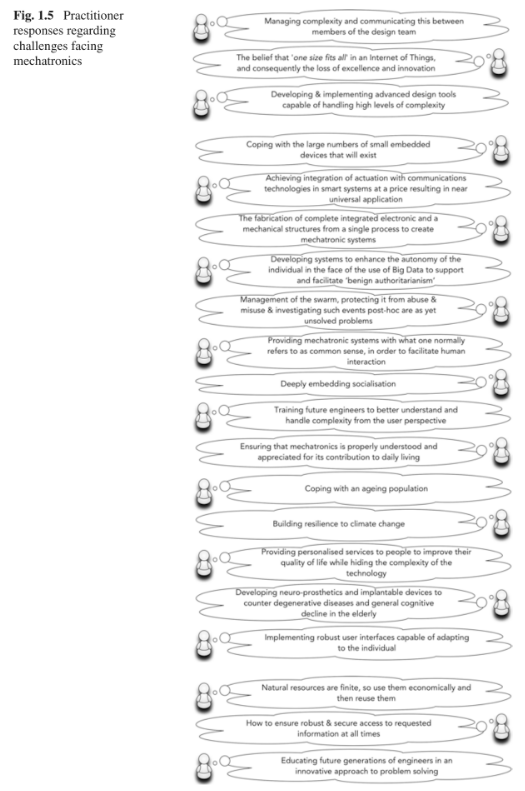 Fig. 1.5 Practitioner
responses regarding
challenges facing
mechatronics
Managing complexity and communicating this between
members of the design team
The belief that 'one size fits all' in an Internet of Things,
and consequently the loss of excellence and innovation
Developing & implementing advanced design tools
capable of handling high levels of complexity
Coping with the large numbers of small embedded
devices that will exist
Achieving integration of actuation with communications
technologies in smart systems at a price resulting in near
universal application
The fabrication of complete integrated electronic and a
mechanical structures from a single process to create
mechatronic systems
Developing systems to enhance the autonomy of the
individual in the face of the use of Big Data to support
and facilitate 'benign authoritarianism'
Management of the swarm, protecting it from abuse &
misuse & investigating such events post-hoc are as yet
unsolved problems
Providing mechatronic systems with what one normally
refers to as common sense, in order to facilitate human
interaction
Deeply embedding socialisation
Training future engineers to better understand and
handle complexity from the user perspective
Ensuring that mechatronics is properly understood and
appreciated for its contribution to daily living
Coping with an ageing population
Building resilience to climate change
Providing personalised services to people to improve their
quality of life while hiding the complexity of the
technology
Developing neuro-prosthetics and implantable devices to
counter degenerative diseases and general cognitive
decline in the elderly
Implementing robust user interfaces capable of adapting
to the individual
Natural resources are finite, so use them economically and
then reuse them
How to ensure robust & secure access to requested
information at all times
Educating future generations of engineers in an
innovative approach to problem solving